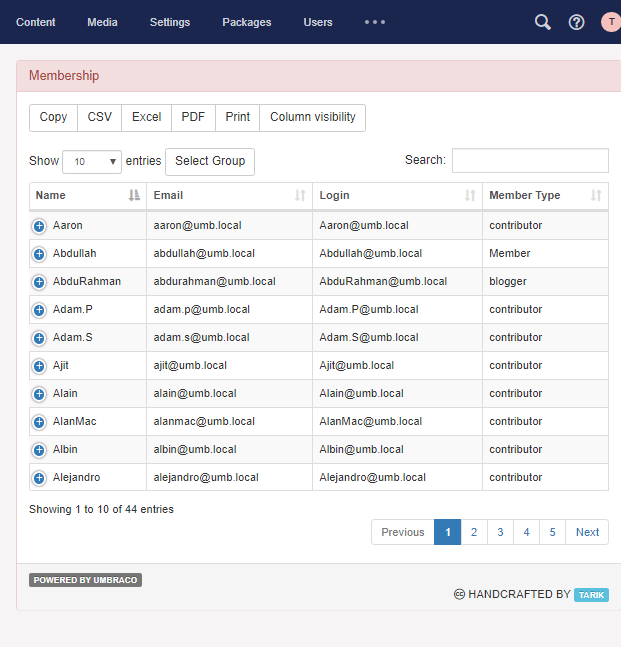 Content Media Settings Packages Users T
Membership
Copy CSV Excel PDF Print Column visibility
Show 10 entries Select Group Search:
Name Email Login Member Type
Aaron aaron@umb.local Aaron@umb.local contributor
Abdullah abdullah@umb.local Abdullah@umb.local Member
AbduRahman abdurahman@umb.local AbduRahman@umb.local blogger
Adam.P adam.p@umb.local Adam.P@umb.local contributor
Adam.S adam.s@umb.local Adam.S@umb.local contributor
Ajit ajit@umb.local Ajit@umb.local contributor
Alain alain@umb.local Alain@umb.local contributor
AlanMac alanmac@umb.local AlanMac@umb.local contributor
Albin albin@umb.local Albin@umb.local contributor
Alejandro alejandro@umb.local Alejandro@umb.local contributor
Showing 1 to 10 of 44 entries
Previous 1 2 3 4 5 Next
POWERED BY UMBRACO
HANDCRAFTED BY TARIK